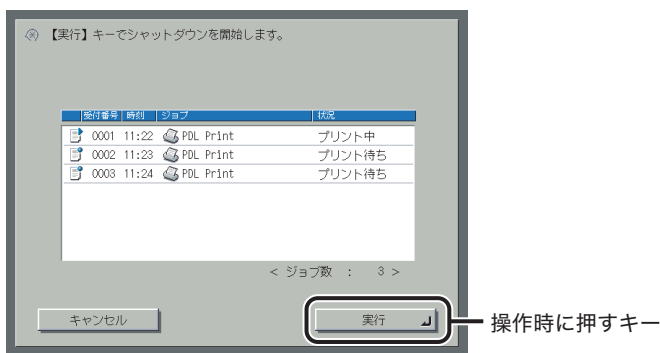 【実行】キーでシャットダウンを開始します。
受付番号 時刻 ジョブ 状況
0001 11:22 PDL Print プリント中
0002 11:23 PDL Print プリント待ち
0003 11:24 PDL Print プリント待ち
< ジョブ数 : 3 >
キャンセル 実行 操作時に押すキー